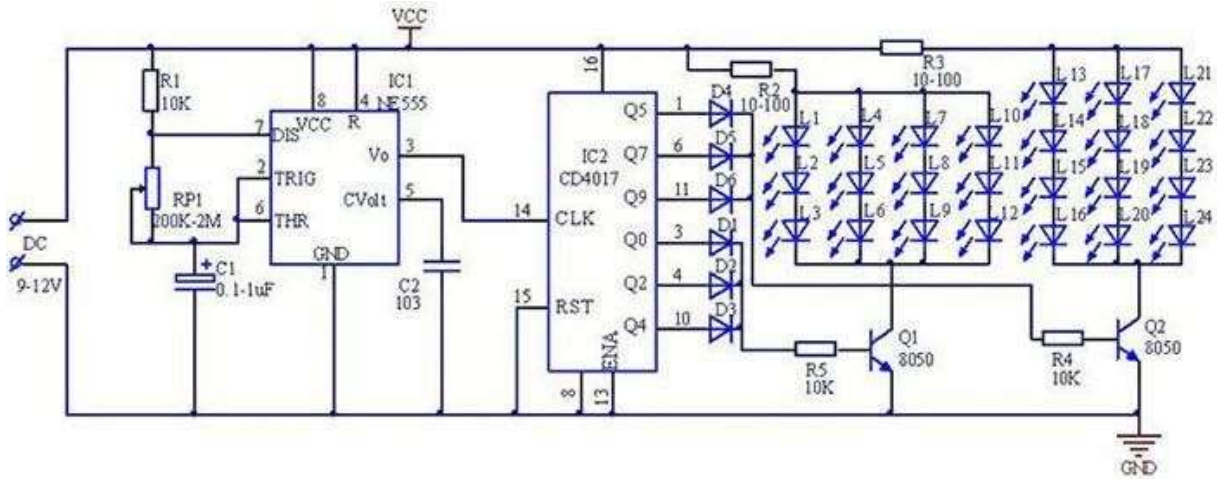 VCC
R1
10K
IC1
NE555
8
4
VCC
R
7
DIS
Vo
3
2
TRIG
CVolt
5
6
THR
GND
1
RP1
200K-2M
DC
9-12V
+
C1
0.1-1uF
C2
103
16
IC2
CD4017
14
CLK
15
RST
ENA
8
13
Q5
1
Q7
6
Q9
11
Q0
3
Q2
4
Q4
10
D4
D5
D6
D1
D2
D3
R2
10-100
R3
10-100
L1
L4
L7
L10
L2
L5
L8
L11
L3
L6
L9
L12
L13
L17
L21
L14
L18
L22
L15
L19
L23
L16
L20
L24
R5
10K
Q1
8050
R4
10K
Q2
8050
GND